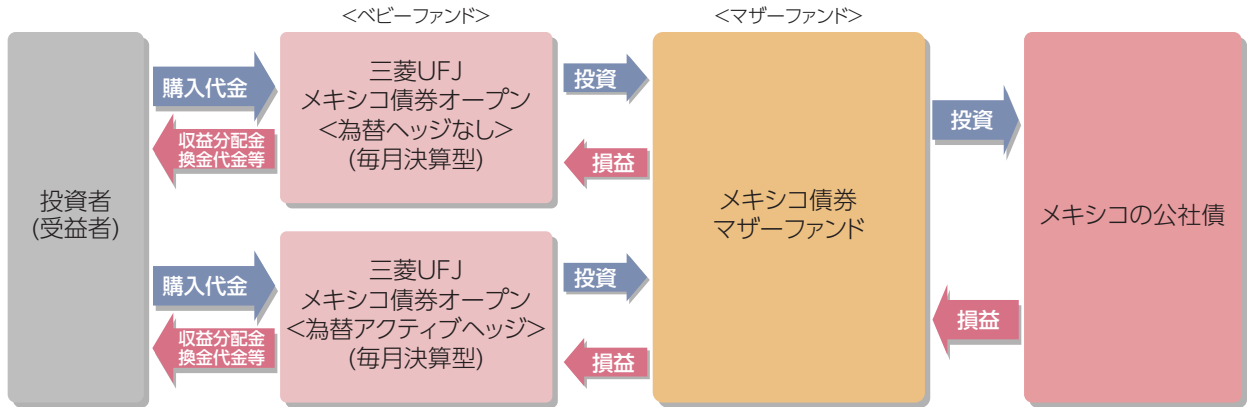 <ベビーファンド>
<マザーファンド>
投資者
(受益者)
購入代金
収益分配金
換金代金等
三菱UFJ
メキシコ債券オープン
<為替ヘッジなし>
(毎月決算型)
投資
損益
購入代金
収益分配金
換金代金等
三菱UFJ
メキシコ債券オープン
<為替アクティブヘッジ>
(毎月決算型)
投資
損益
メキシコ債券
マザーファンド
投資
損益
メキシコの公社債